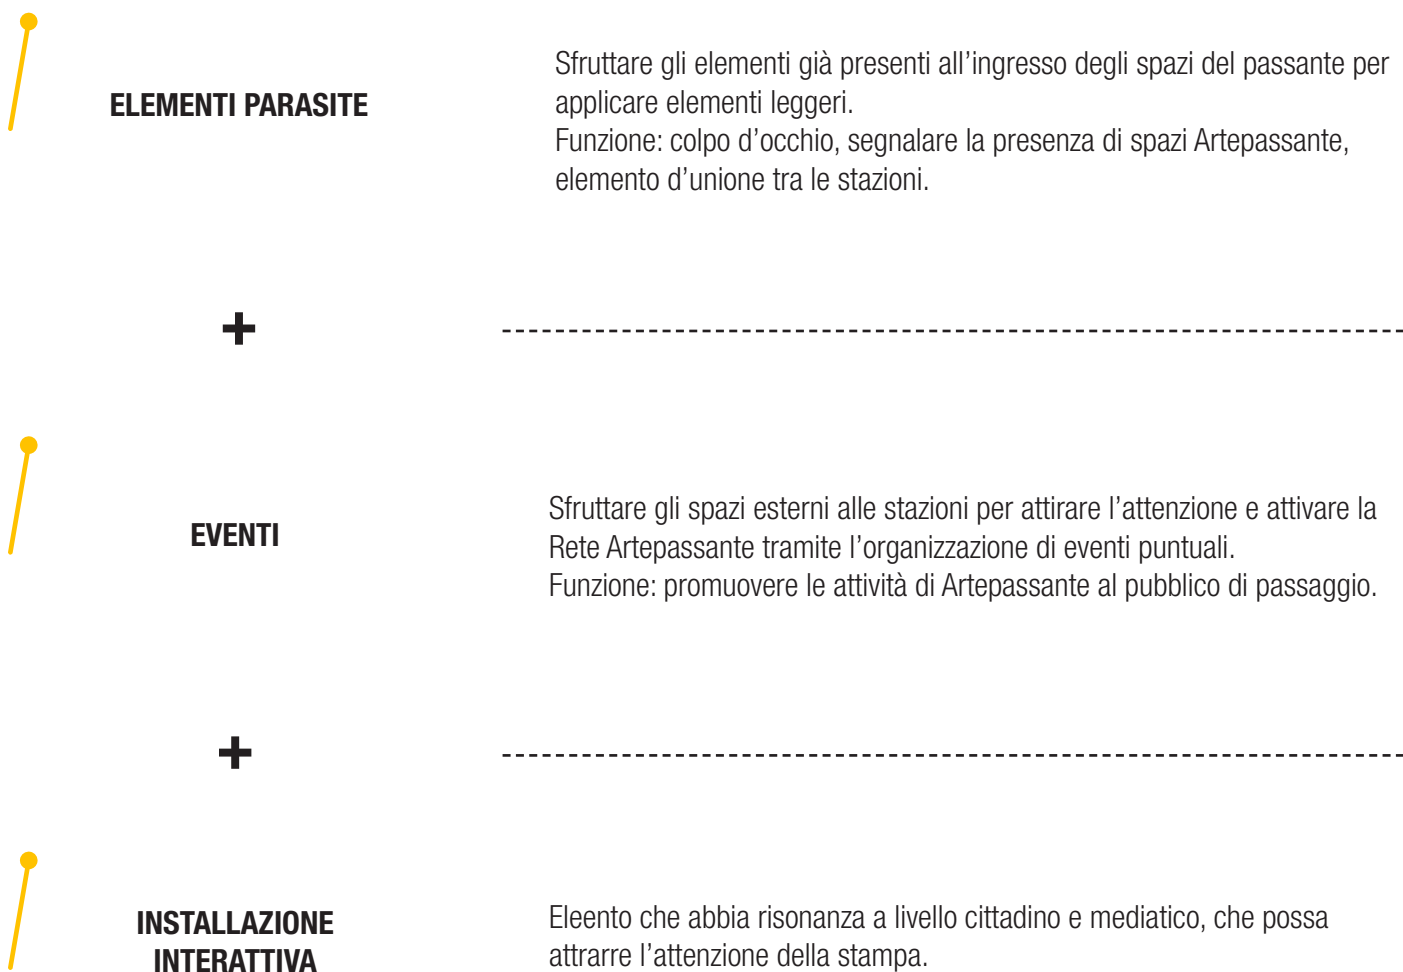 ELEMENTI PARASITE
Sfruttare gli elementi già presenti all’ingresso degli spazi del passante per
applicare elementi leggeri.
Funzione: colpo d’occhio, segnalare la presenza di spazi Artepassante,
elemento d’unione tra le stazioni.
+
EVENTI
Sfruttare gli spazi esterni alle stazioni per attirare l’attenzione e attivare la
Rete Artepassante tramite l’organizzazione di eventi puntuali.
Funzione: promuovere le attività di Artepassante al pubblico di passaggio.
+
INSTALLAZIONE
INTERATTIVA
Eleento che abbia risonanza a livello cittadino e mediatico, che possa
attrarre l’attenzione della stampa.